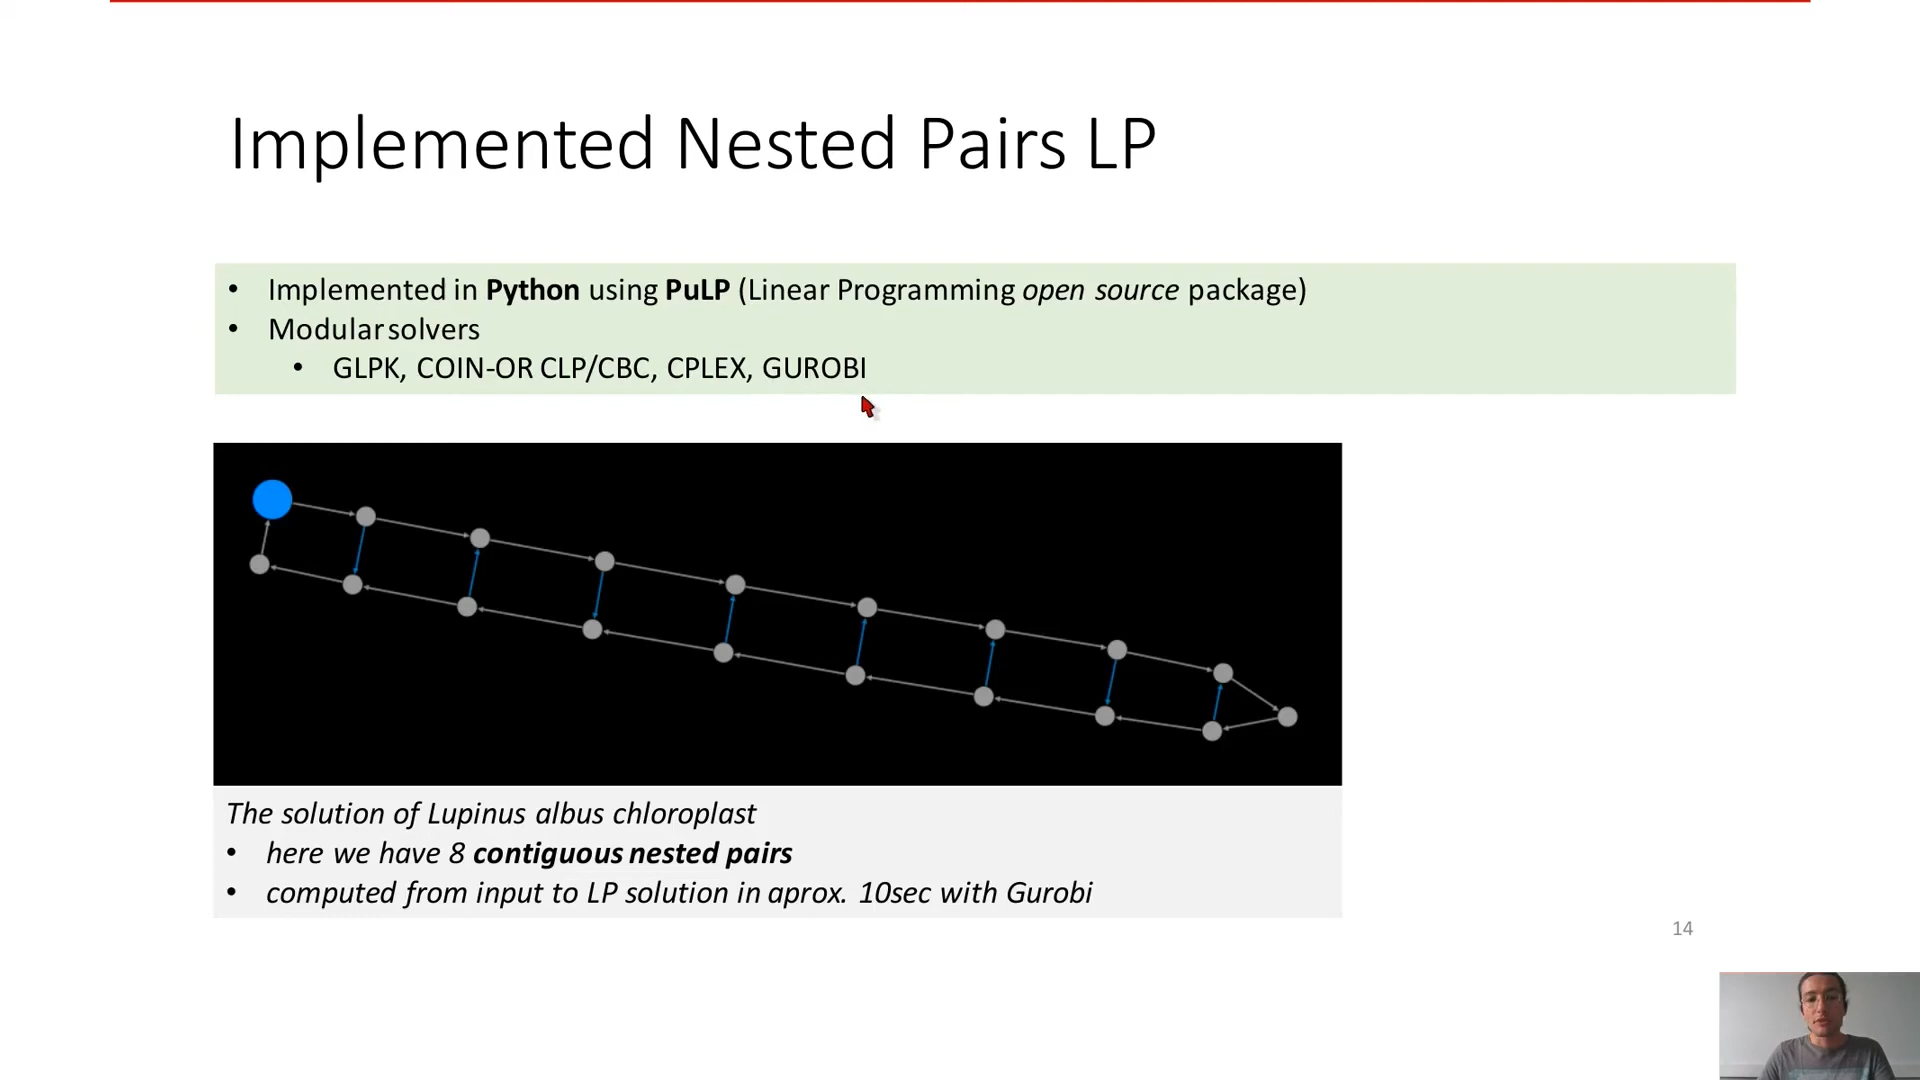 Implemented Nested Pairs LP
• Implemented in Python using PuLP (Linear Programming open source package)
• Modular solvers
• GLPK, COIN-OR CLP/CBC, CPLEX, GUROBI
The solution of Lupinus albus chloroplast
• here we have 8 contiguous nested pairs
• computed from input to LP solution in aprox. 10sec with Gurobi
14